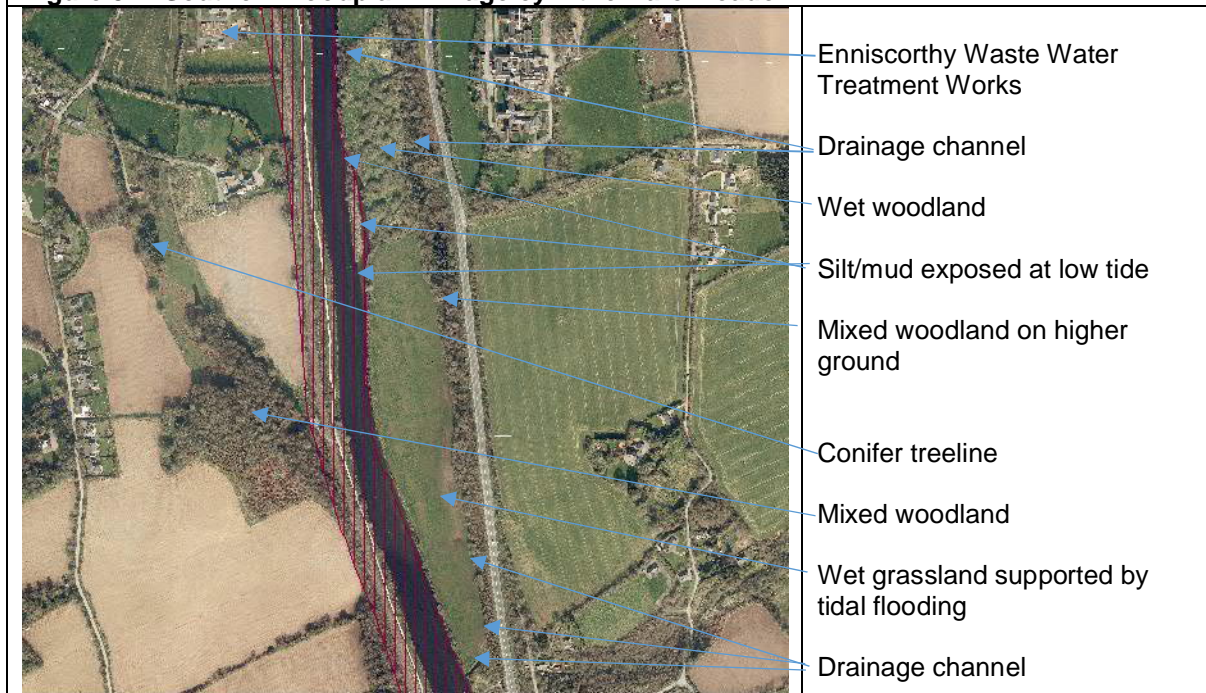 Enniscorthy Waste Water
Treatment Works
Drainage channel
Wet woodland
Silt/mud exposed at low tide
Mixed woodland on higher
ground
Conifer treeline
Mixed woodland
Wet grassland supported by
tidal flooding
Drainage channel